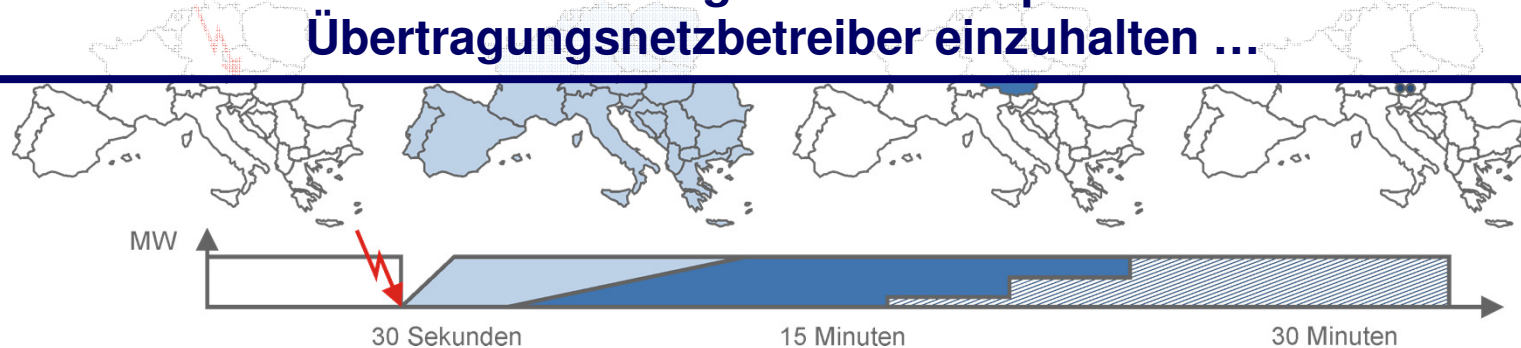 Übertragungsnetzbetreiber einzuhalten …
MW
30 Sekunden
15 Minuten
30 Minuten